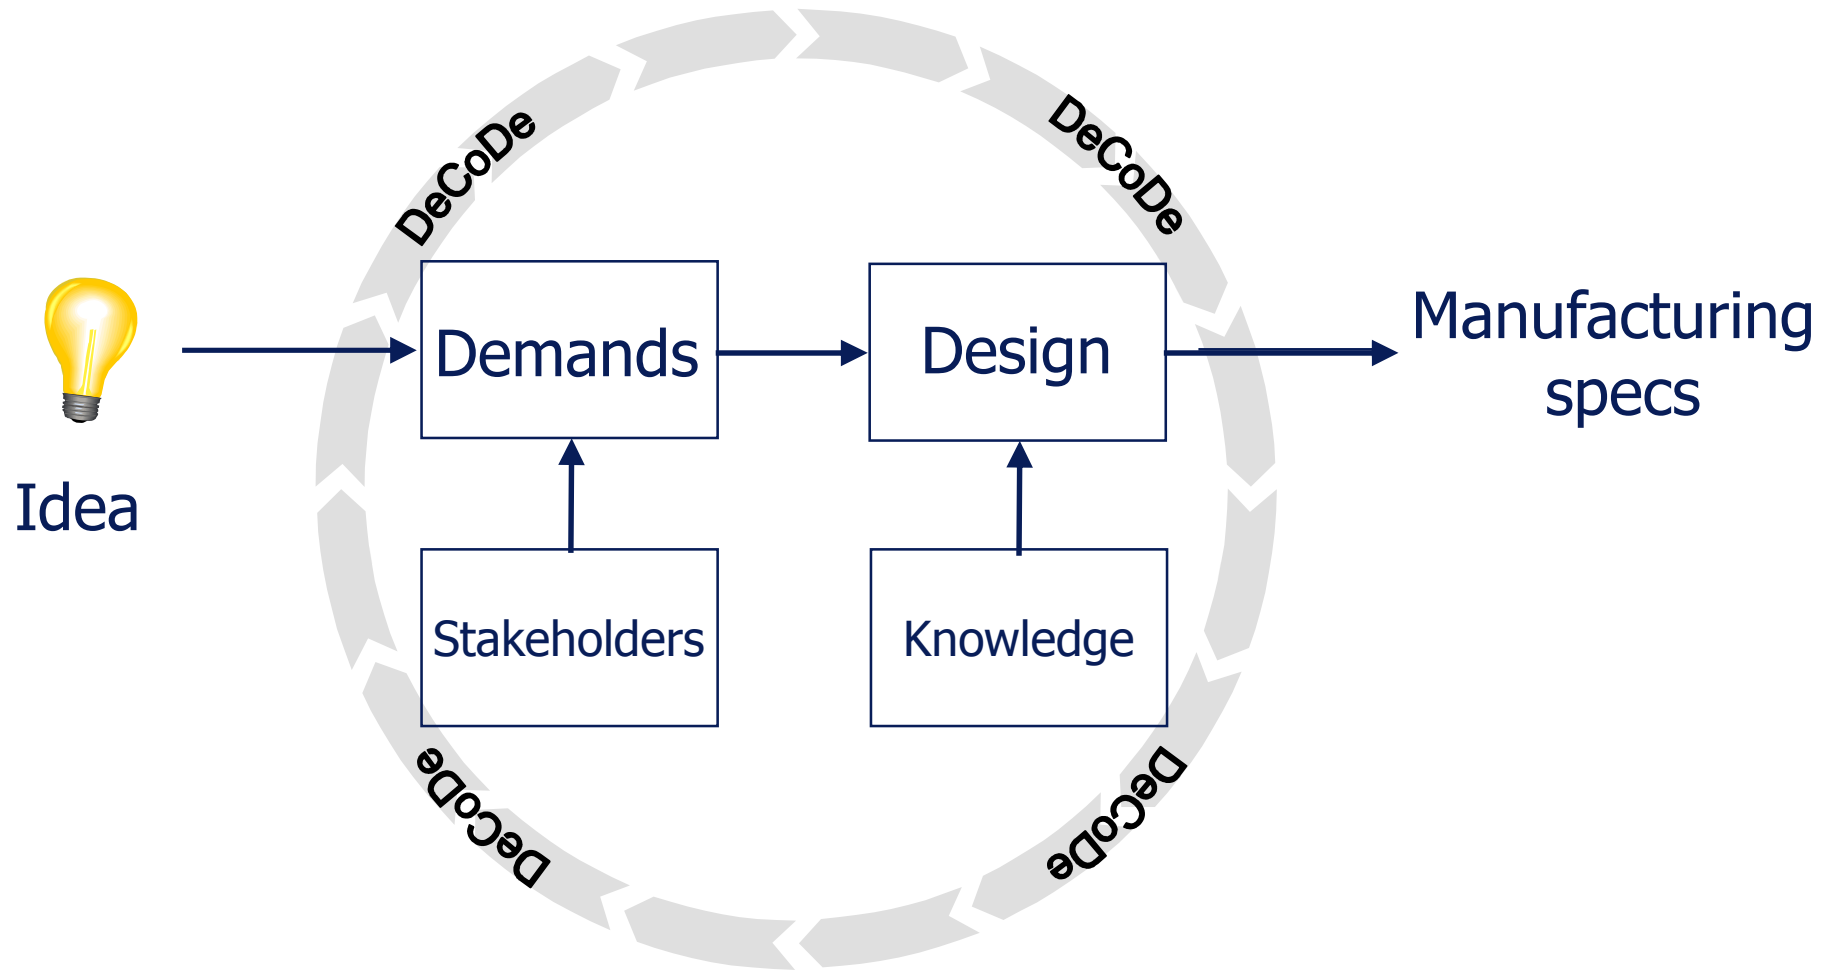 DeCoDe
DeCoDe
Manufacturing
specs
Demands
Design
Idea
Stakeholders
Knowledge
DeCoDe
DeCoDe